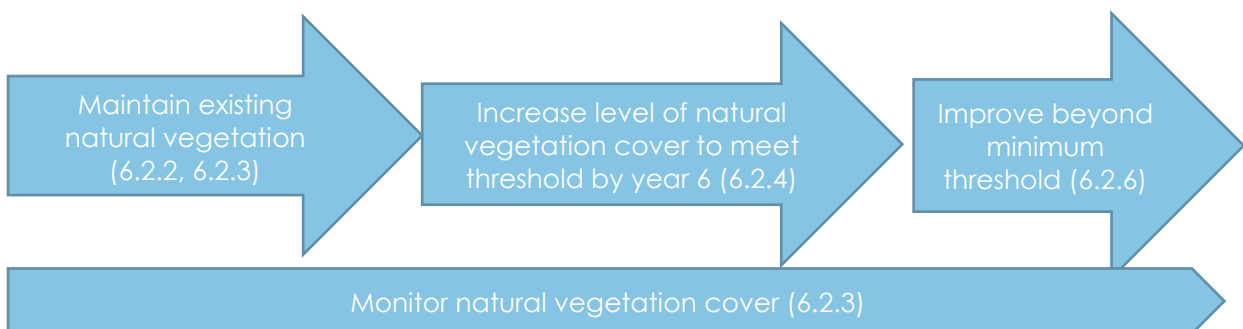 Maintain existing
natural vegetation
(6.2.2, 6.2.3)
Increase level of natural
vegetation cover to meet
threshold by year 6 (6.2.4)
Improve beyond
minimum
threshold (6.2.6)
Monitor natural vegetation cover (6.2.3)